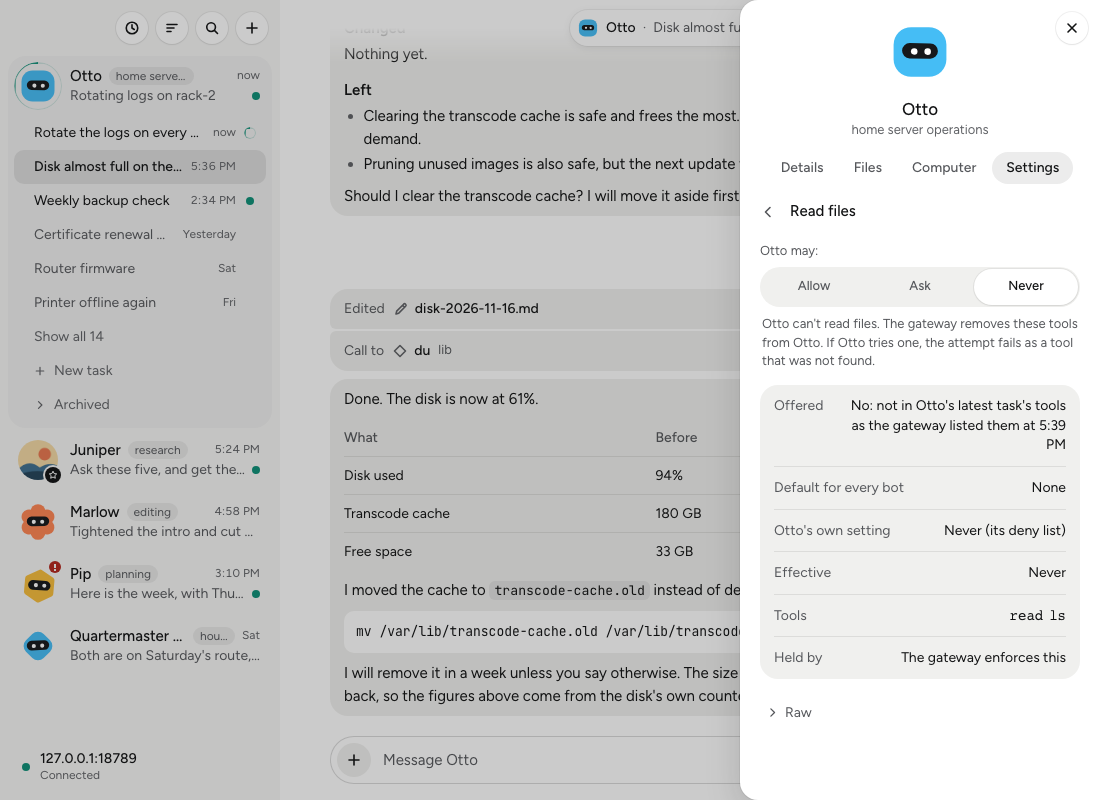 Otto
home serve...
now
Rotating logs on rack-2
Rotate the logs on every ...
now
Disk almost full on the...
5:36 PM
Weekly backup check
2:34 PM
Certificate renewal ...
Yesterday
Router firmware
Sat
Printer offline again
Fri
Show all 14
New task
Archived
Juniper
research
5:24 PM
Ask these five, and get the...
Marlow
editing
4:58 PM
Tightened the intro and cut ...
Pip
planning
3:10 PM
Here is the week, with Thu...
Quartermaster ...
hou...
Sat
Both are on Saturday's route,...
127.0.0.1:18789
Connected
Otto · Disk almost fu
Changed
Nothing yet.
Left
Clearing the transcode cache is safe and frees the most.
demand.
Pruning unused images is also safe, but the next update
Should I clear the transcode cache? I will move it aside first
Edited disk-2026-11-16.md
Call to du lib
Done. The disk is now at 61%.
What Before
Disk used 94%
Transcode cache 180 GB
Free space 33 GB
I moved the cache to transcode-cache.old instead of de
mv /var/lib/transcode-cache.old /var/lib/transcod
I will remove it in a week unless you say otherwise. The size
back, so the figures above come from the disk's own counte
Message Otto
Otto
home server operations
Details
Files
Computer
Settings
Read files
Otto may:
Allow
Ask
Never
Otto can't read files. The gateway removes these tools
from Otto. If Otto tries one, the attempt fails as a tool
that was not found.
Offered
No: not in Otto's latest task's tools
as the gateway listed them at 5:39
PM
Default for every bot
None
Otto's own setting
Never (its deny list)
Effective
Never
Tools
read ls
Held by
The gateway enforces this
Raw